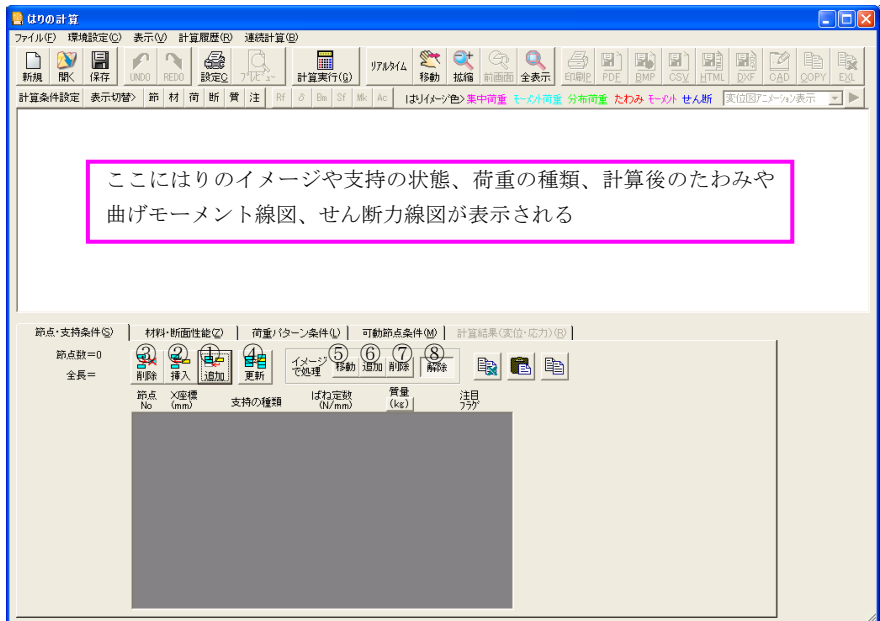 はりの計算
ファイル(F) 環境設定(C) 表示(V) 計算履歴(R) 連続計算(B)
新規 開く 保存 UNDO REDO 設定C プレビュー 計算実行(G) リアルタイム 移動 拡縮 前画面 全表示 印刷P PDF BMP CSV HTML DXF CAD COPY EXL
計算条件設定 表示切替> 節 材 荷 断 質 注 Rf δ Bm Sf Mk Ac はりイメージ色>集中荷重 モーメント荷重 分布荷重 たわみ モーメント せん断 変位図アニメーション表示
ここにはりのイメージや支持の状態、荷重の種類、計算後のたわみや
曲げモーメント線図、せん断力線図が表示される
節点・支持条件(S) 材料・断面性能(Z) 荷重パターン条件(L) 可動節点条件(M) 計算結果(変位・応力)(R)
節点数=0
全長=
③ ② ① ④ ⑤ ⑥ ⑦ ⑧
削除 挿入 追加 更新 イメージで処理 移動 追加 削除 解除
節点No X座標(mm) 支持の種類 ばね定数(N/mm) 質量(kg) 注目フラグ